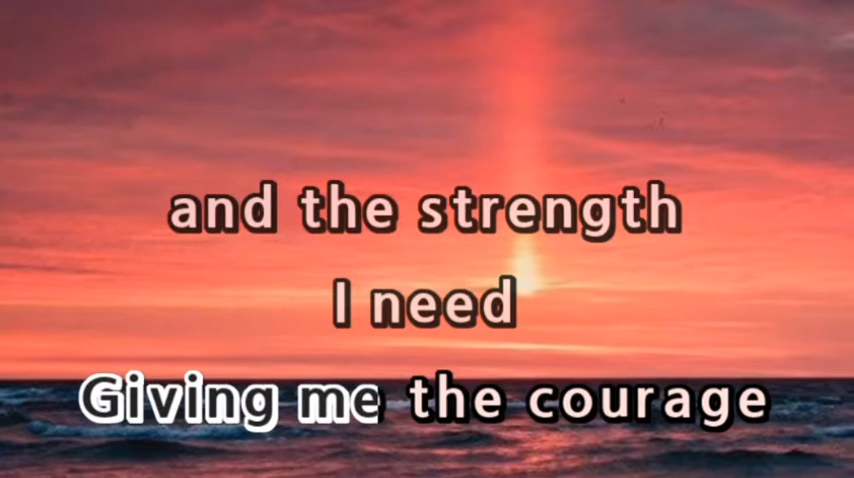 and the strength
I need
Giving me the courage